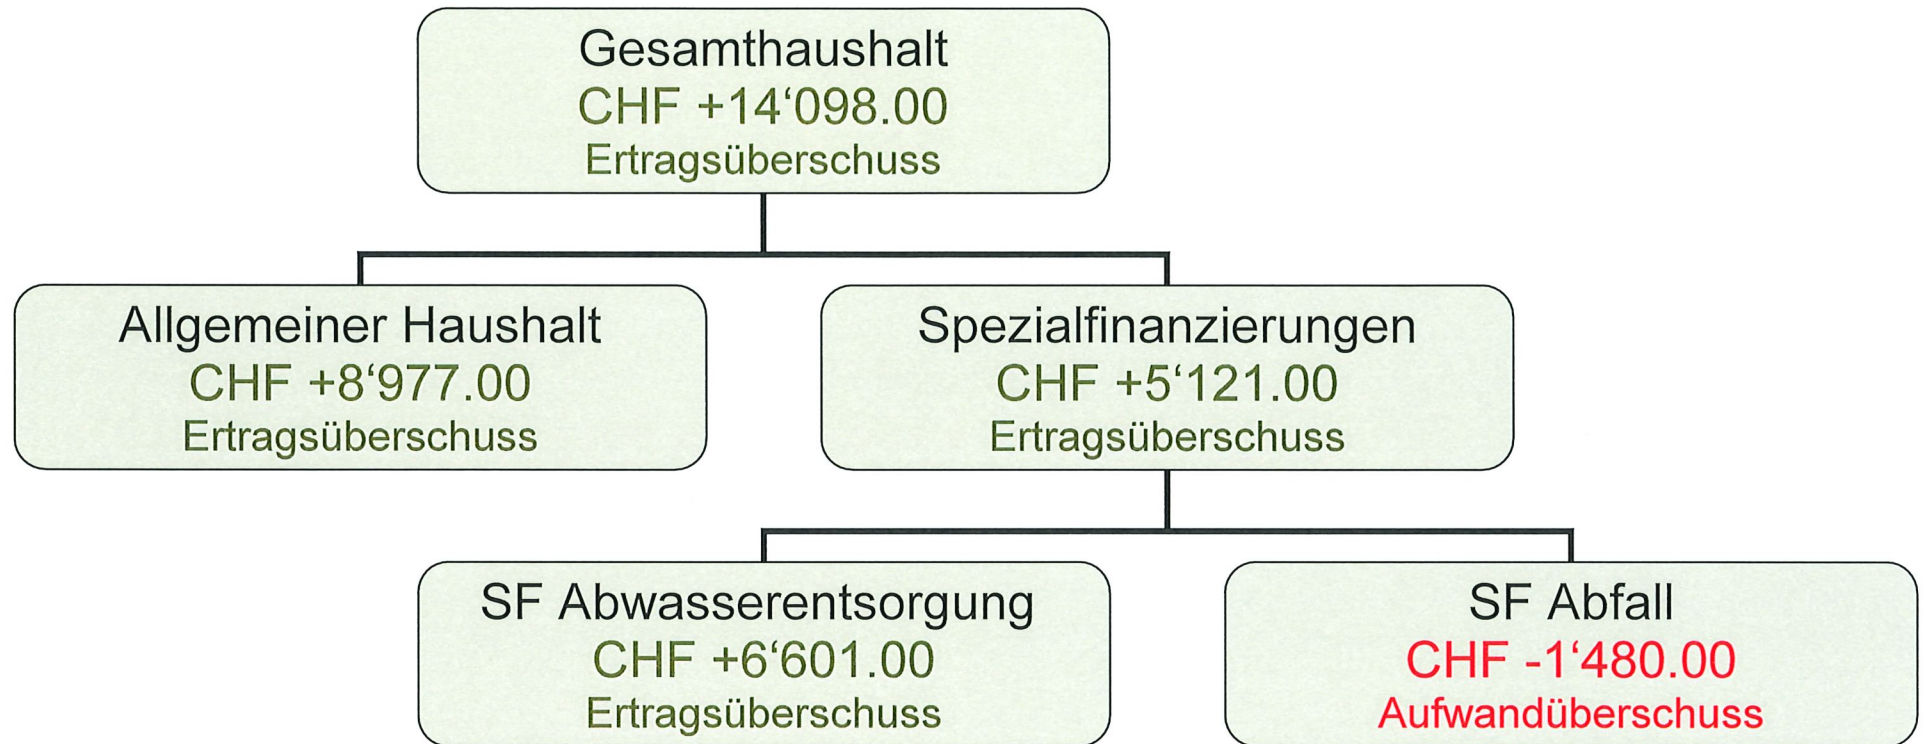 Gesamthaushalt
CHF +14‘098.00
Ertragsüberschuss
Allgemeiner Haushalt
CHF +8‘977.00
Ertragsüberschuss
Spezialfinanzierungen
CHF +5‘121.00
Ertragsüberschuss
SF Abwasserentsorgung
CHF +6‘601.00
Ertragsüberschuss
SF Abfall
CHF -1‘480.00
Aufwandüberschuss